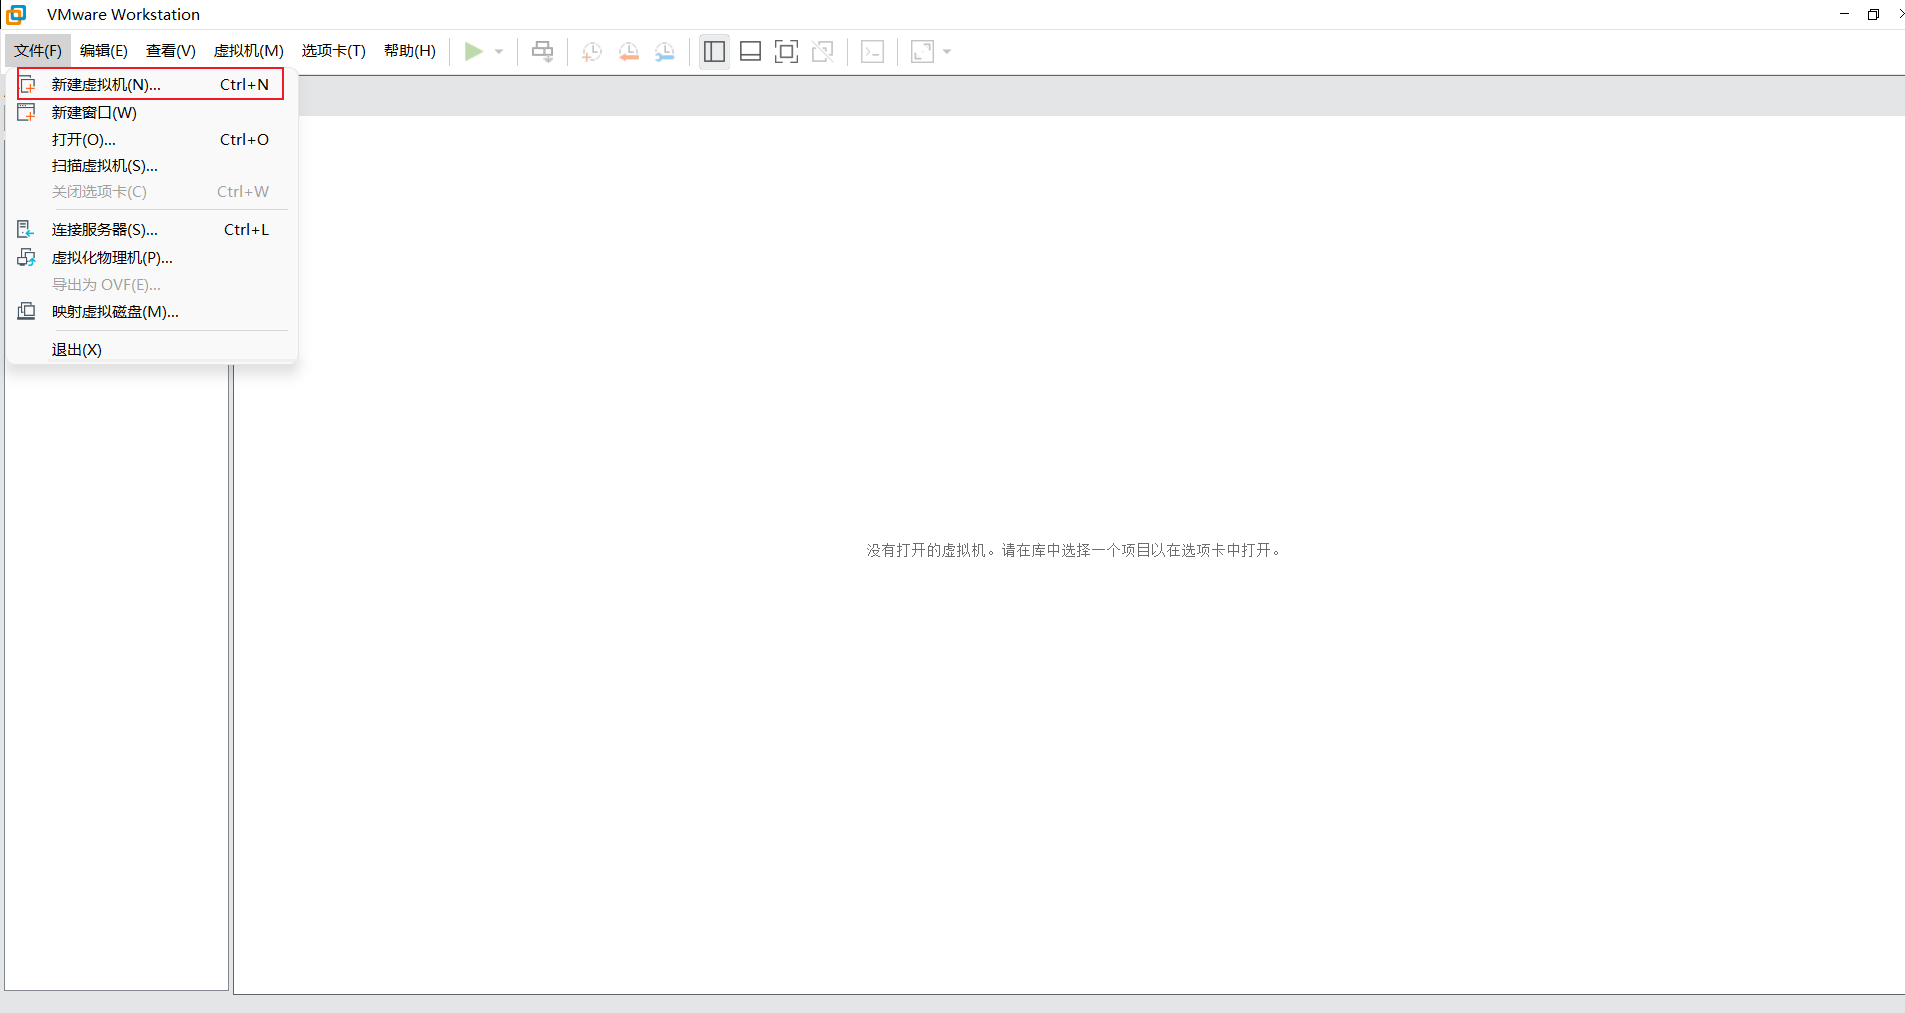 VMware Workstation
文件(F) 编辑(E) 查看(V) 虚拟机(M) 选项卡(T) 帮助(H)
新建虚拟机(N)... Ctrl+N
新建窗口(W)
打开(O)... Ctrl+O
扫描虚拟机(S)...
关闭选项卡(C) Ctrl+W
连接服务器(S)... Ctrl+L
虚拟化物理机(P)...
导出为 OVF(E)...
映射虚拟磁盘(M)...
退出(X)
没有打开的虚拟机。请在库中选择一个项目以在选项卡中打开。